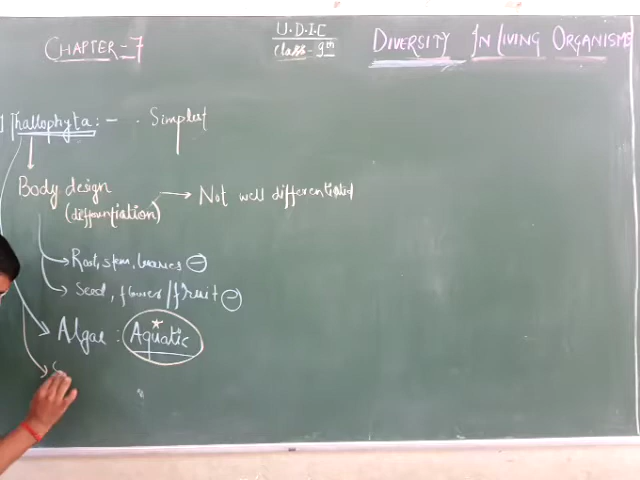 CHAPTER-7
U.D.I.C
Class-9th
DIVERSITY IN LIVING ORGANISMS
Thallophyta:- . Simplest
Body design
(differentiation) → Not well differentiated
→ Root, stem, leaves ⊖
→ Seed, flower/fruit ⊖
→ Algae : Aquatic